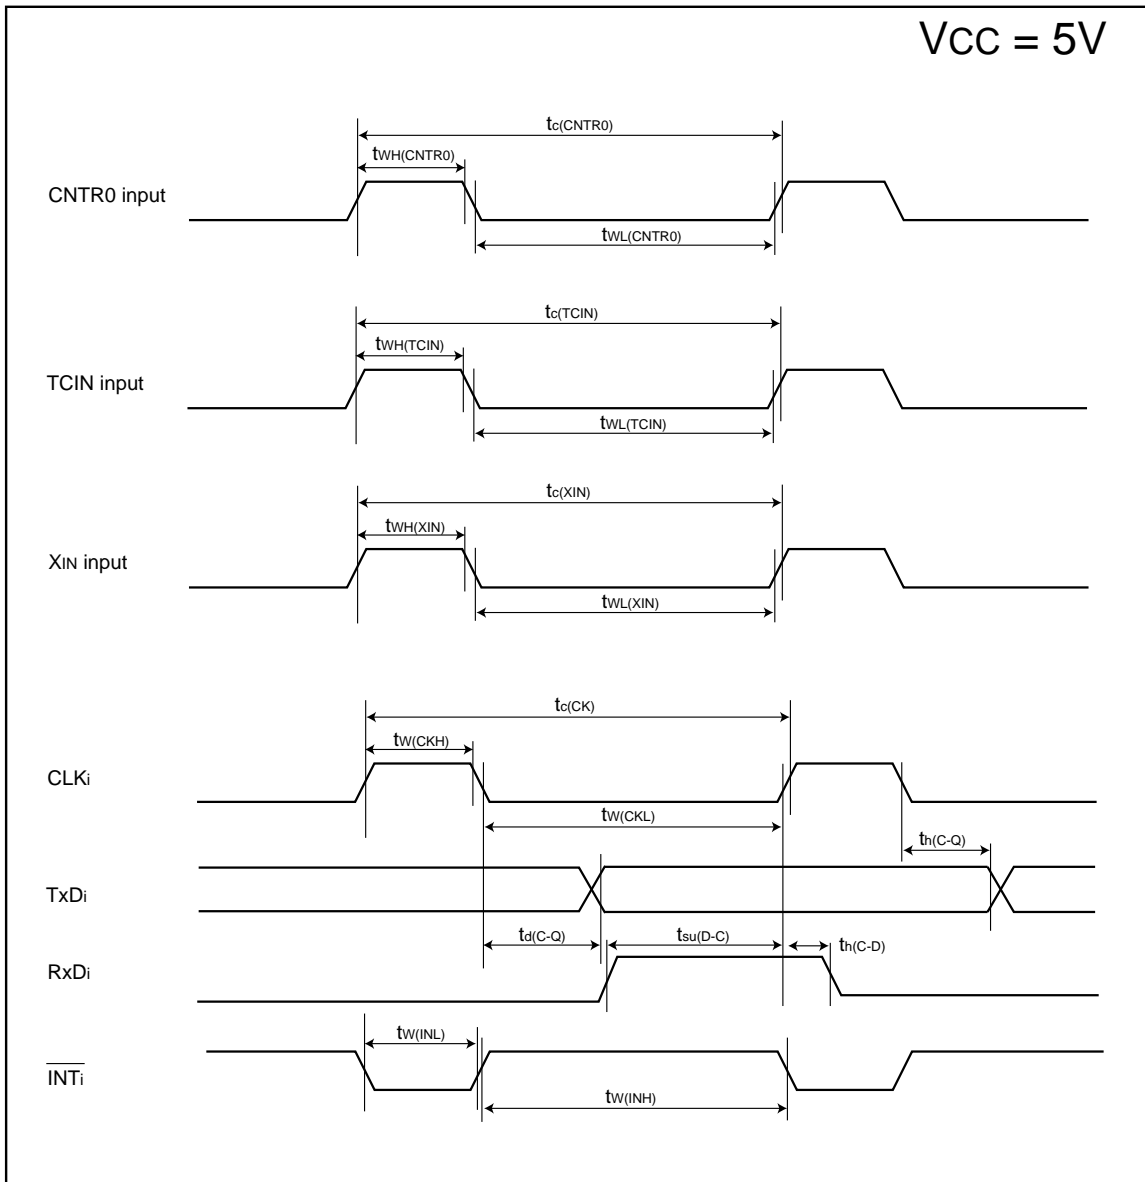 VCC = 5V
tc(CNTR0)
tWH(CNTR0)
CNTR0 input
tWL(CNTR0)
tc(TCIN)
tWH(TCIN)
TCIN input
tWL(TCIN)
tc(XIN)
tWH(XIN)
XIN input
tWL(XIN)
tc(CK)
tW(CKH)
CLKi
tW(CKL)
th(C-Q)
TxDi
td(C-Q)
tsu(D-C)
th(C-D)
RxDi
tW(INL)
INTi
tW(INH)